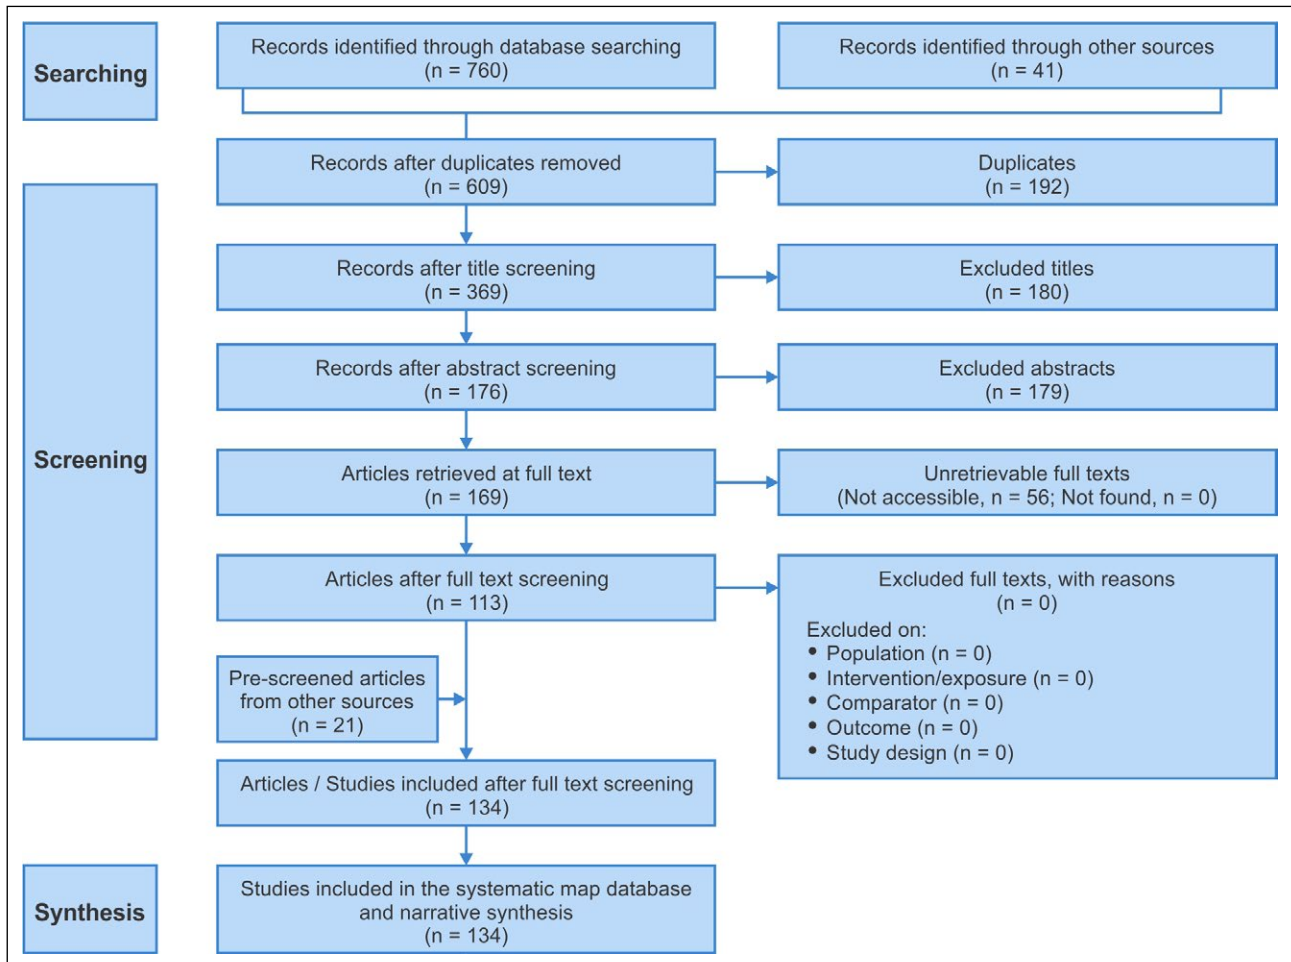 Searching
Records identified through database searching
(n = 760)
Records identified through other sources
(n = 41)
Screening
Records after duplicates removed
(n = 609)
Duplicates
(n = 192)
Records after title screening
(n = 369)
Excluded titles
(n = 180)
Records after abstract screening
(n = 176)
Excluded abstracts
(n = 179)
Articles retrieved at full text
(n = 169)
Unretrievable full texts
(Not accessible, n = 56; Not found, n = 0)
Articles after full text screening
(n = 113)
Excluded full texts, with reasons
(n = 0)
Excluded on:
• Population (n = 0)
• Intervention/exposure (n = 0)
• Comparator (n = 0)
• Outcome (n = 0)
• Study design (n = 0)
Pre-screened articles
from other sources
(n = 21)
Articles / Studies included after full text screening
(n = 134)
Synthesis
Studies included in the systematic map database
and narrative synthesis
(n = 134)